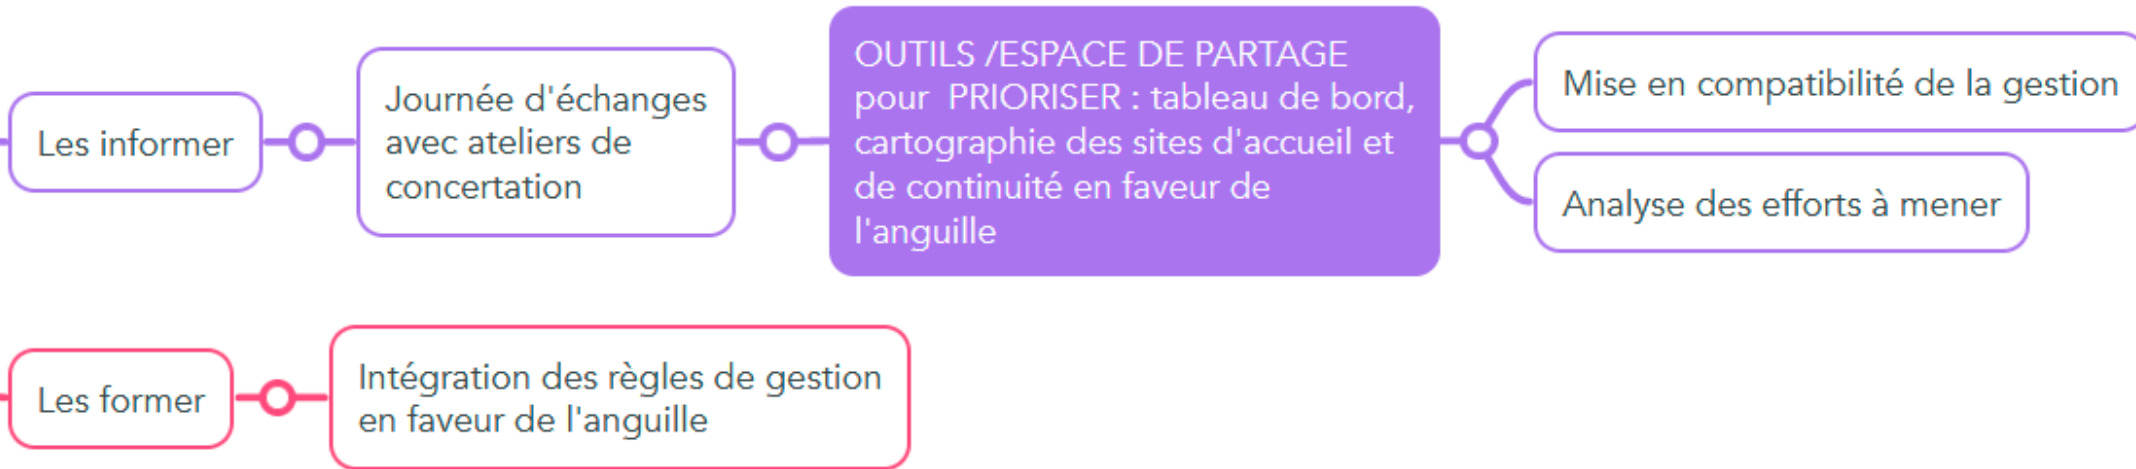 Les informer
Journée d'échanges
avec ateliers de
concertation
OUTILS /ESPACE DE PARTAGE
pour  PRIORISER : tableau de bord,
cartographie des sites d'accueil et
de continuité en faveur de
l'anguille
Mise en compatibilité de la gestion
Analyse des efforts à mener
Les former
Intégration des règles de gestion
en faveur de l'anguille